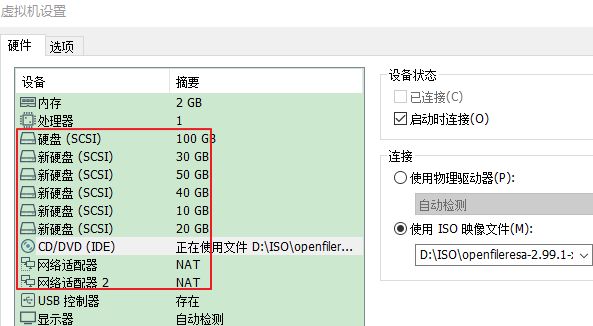 虚拟机设置
硬件 选项
设备 摘要
内存 2 GB
处理器 1
硬盘 (SCSI) 100 GB
新硬盘 (SCSI) 30 GB
新硬盘 (SCSI) 50 GB
新硬盘 (SCSI) 40 GB
新硬盘 (SCSI) 10 GB
新硬盘 (SCSI) 20 GB
CD/DVD (IDE) 正在使用文件 D:\ISO\openfiler...
网络适配器 NAT
网络适配器 2 NAT
USB 控制器 存在
显示器 自动检测
设备状态
已连接(C)
启动时连接(O)
连接
使用物理驱动器(P):
自动检测
使用 ISO 映像文件(M):
D:\ISO\openfileresa-2.99.1-